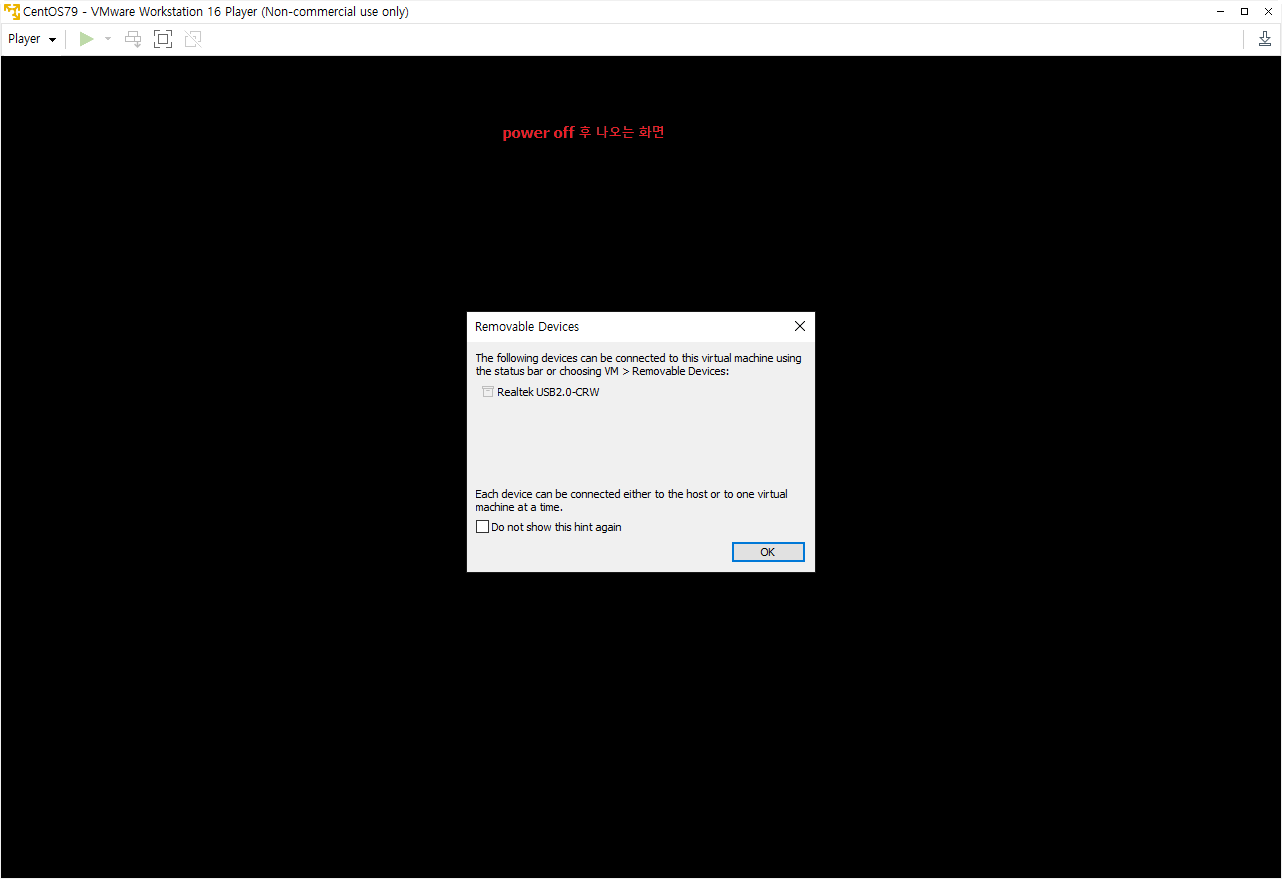 CentOS79 - VMware Workstation 16 Player (Non-commercial use only)
Player
power off 후 나오는 화면
Removable Devices
The following devices can be connected to this virtual machine using
the status bar or choosing VM > Removable Devices:
Realtek USB2.0-CRW
Each device can be connected either to the host or to one virtual
machine at a time.
Do not show this hint again
OK